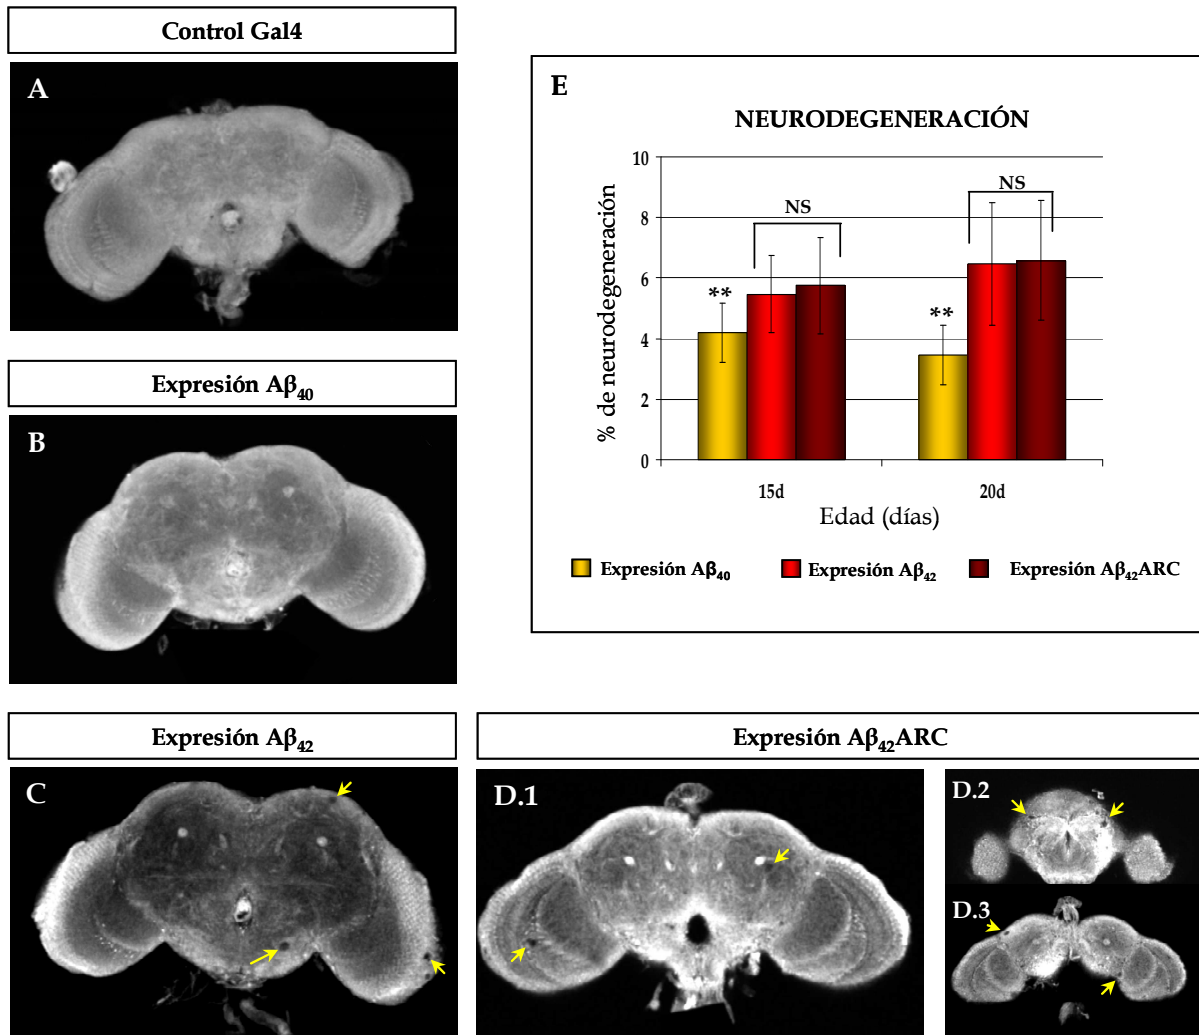 Control Gal4
A
Expresión Aβ40
B
Expresión Aβ42
C
E
NEURODEGENERACIÓN
% de neurodegeneración
10
8
6
4
2
0
**
NS
**
NS
15d
20d
Edad (días)
Expresión Aβ40
Expresión Aβ42
Expresión Aβ42ARC
Expresión Aβ42ARC
D.1
D.2
D.3